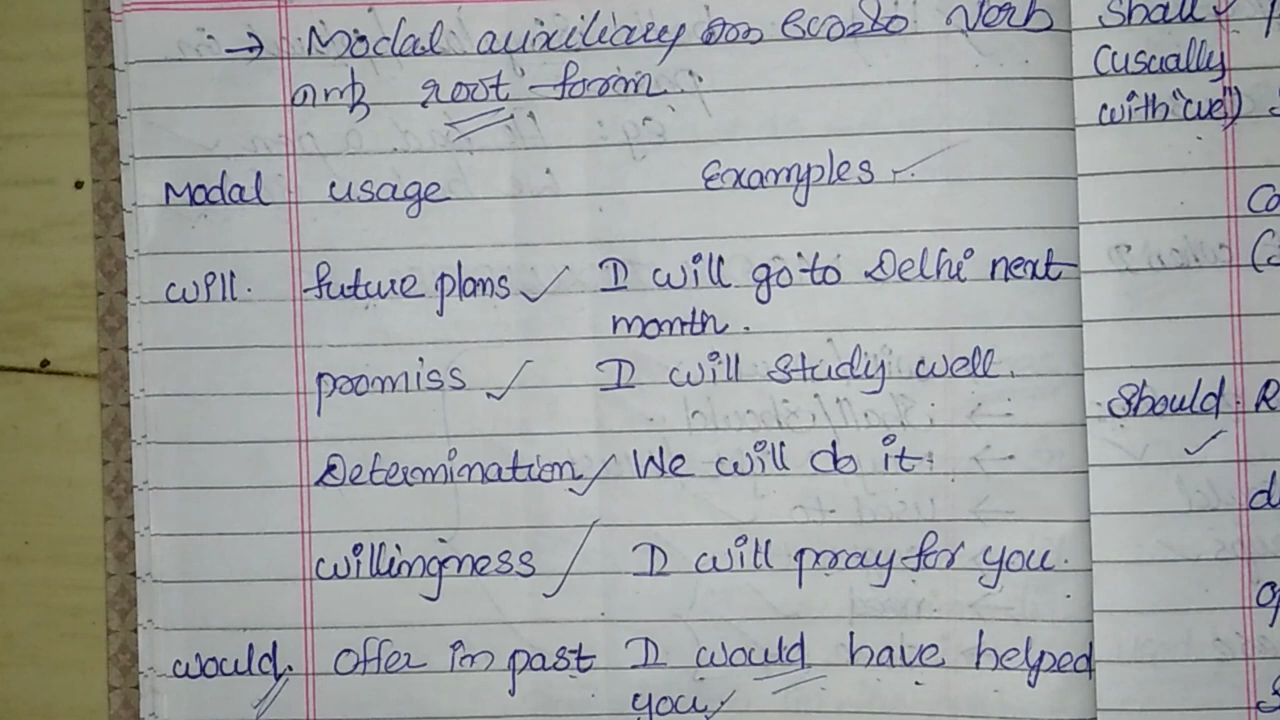 → Modal auxiliary verb
root form
Modal usage Examples
will. future plans ✓ I will go to Delhi next
month.
promiss ✓ I will study well.
Determination / We will do it.
willingness / I will pray for you.
would. offer in past I would have helped
you
shall
(usually
with "we")
Should